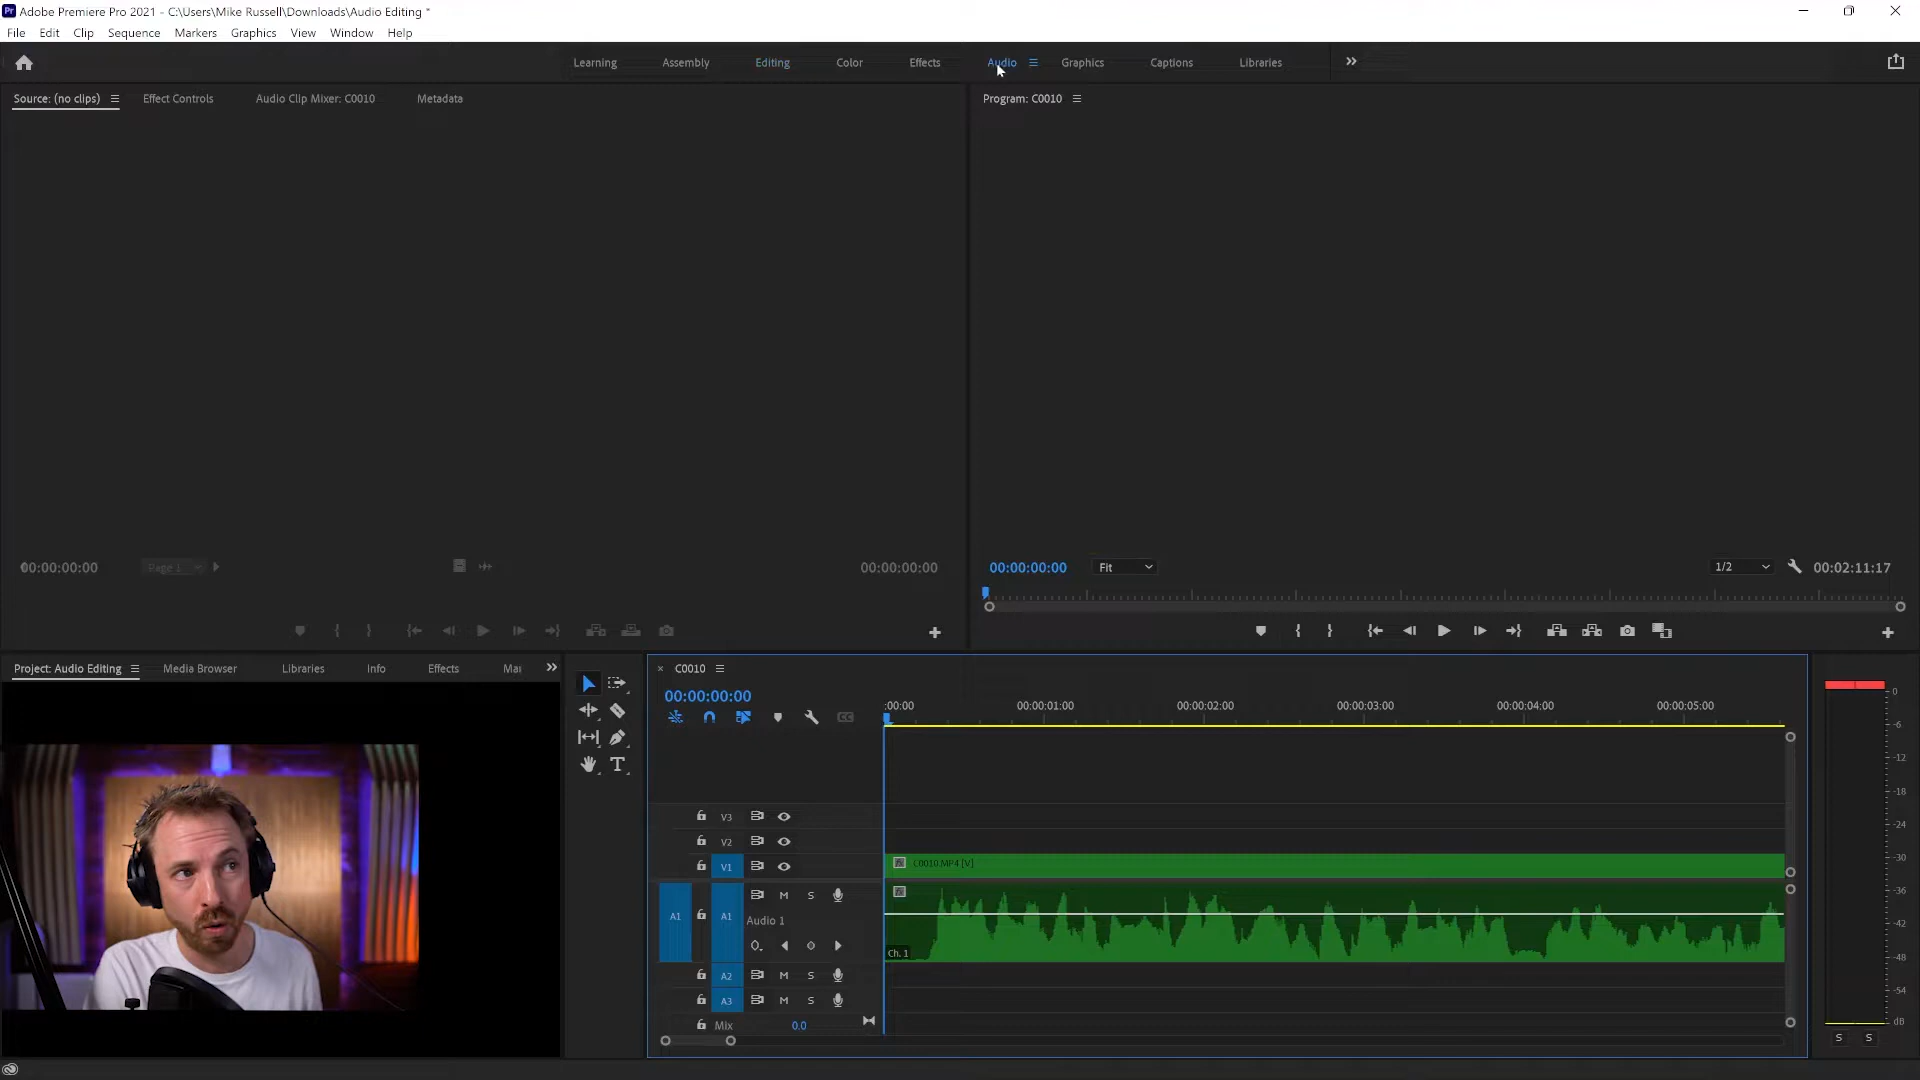 Pr Adobe Premiere Pro 2021 - C:\Users\Mike Russell\Downloads\Audio Editing *
File Edit Clip Sequence Markers Graphics View Window Help
Learning Assembly Editing Color Effects Audio Graphics Captions Libraries
Source: (no clips) Effect Controls Audio Clip Mixer: C0010 Metadata
Program: C0010
00:00:00:00 Page 1 00:00:00:00
00:00:00:00 Fit 1/2 00:02:11:17
Project: Audio Editing Media Browser Libraries Info Effects Mar
C0010
00:00:00:00
:00:00 00:00:01:00 00:00:02:00 00:00:03:00 00:00:04:00 00:00:05:00
V3
V2
V1 C0010.MP4 [V]
A1 A1 M S
Audio 1
Ch. 1
A2 M S
A3 M S
Mix 0.0
0
-6
-12
-18
-24
-30
-36
-42
-48
-54
dB
S S